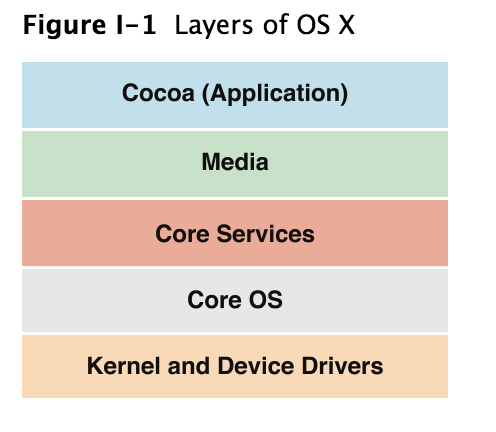 Figure I-1 Layers of OS X
Cocoa (Application)
Media
Core Services
Core OS
Kernel and Device Drivers